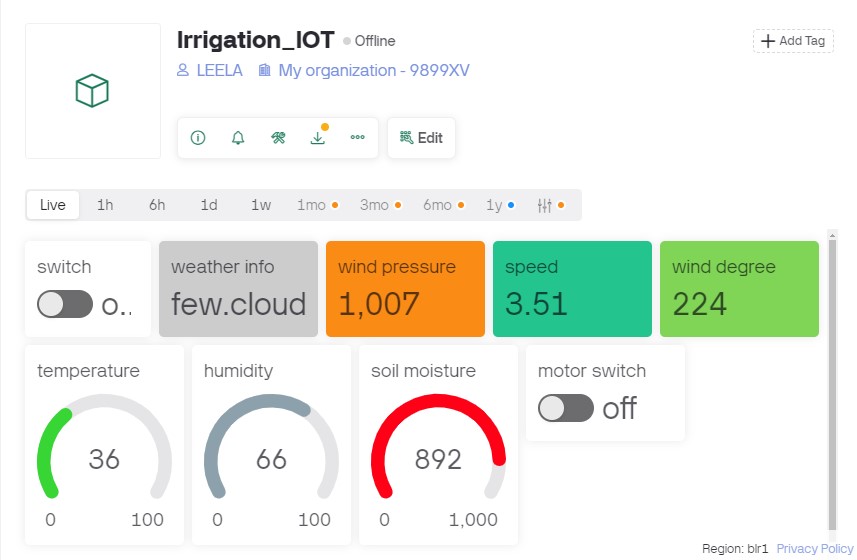 Irrigation_IOT Offline
Add Tag
LEELA My organization - 9899XV
Edit
Live 1h 6h 1d 1w 1mo 3mo 6mo 1y
switch
o..
weather info
few.cloud
wind pressure
1,007
speed
3.51
wind degree
224
temperature
36
0 100
humidity
66
0 100
soil moisture
892
0 1,000
motor switch
off
Region: blr1 Privacy Policy